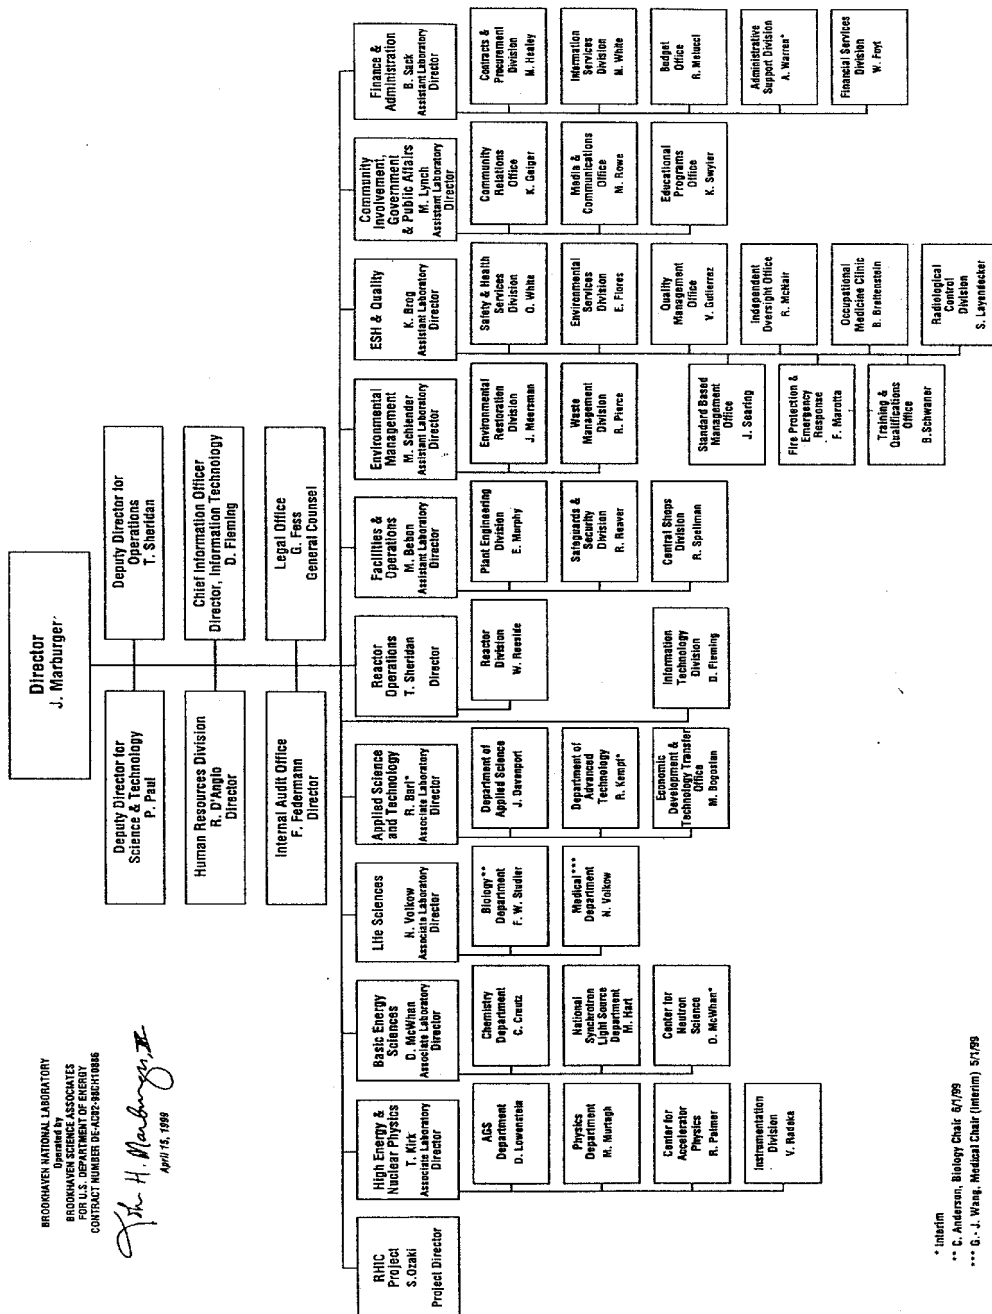 BROOKHAVEN NATIONAL LABORATORY
Operated by
BROOKHAVEN SCIENCE ASSOCIATES
FOR U.S. DEPARTMENT OF ENERGY
CONTRACT NUMBER DE-AC02-98CH10886
John H. Marburger, III
April 15, 1999
Director
J. Marburger
Deputy Director for
Science & Technology
P. Paul
Deputy Director for
Operations
T. Sheridan
Human Resources Division
R. D'Anglo
Director
Chief Information Officer
Director, Information Technology
D. Fleming
Internal Audit Office
F. Federmann
Director
Legal Office
G. Fess
General Counsel
RHIC
Project
S.Ozaki
Project Director
High Energy &
Nuclear Physics
T. Kirk
Associate Laboratory
Director
AGS
Department
D. Lowenstein
Physics
Department
M. Murtagh
Center for
Accelerator
Physics
R. Palmer
Instrumentation
Division
V. Radeka
Basic Energy
Sciences
D. McWhan
Associate Laboratory
Director
Chemistry
Department
C. Creutz
National
Synchrotron
Light Source
Department
M. Hart
Center for
Neutron
Science
D. McWhan*
Life Sciences
N. Volkow
Associate Laboratory
Director
Biology**
Department
F. W. Studier
Medical***
Department
N. Volkow
Applied Science
and Technology
R. Bari*
Associate Laboratory
Director
Department of
Applied Science
J. Davenport
Department of
Advanced
Technology
R. Kempf*
Economic
Development &
Technology Transfer
Office
M. Bogosian
Reactor
Operations
T. Sheridan
Director
Reactor
Division
W. Reeside
Information
Technology
Division
D. Fleming
Facilities &
Operations
M. Bebon
Assistant Laboratory
Director
Plant Engineering
Division
E. Murphy
Safeguards &
Security
Division
R. Reaver
Central Shops
Division
R. Spellman
Environmental
Management
M. Schlender
Assistant Laboratory
Director
Environmental
Restoration
Division
J. Meersman
Waste
Management
Division
R. Pierce
ESH & Quality
K. Brog
Assistant Laboratory
Director
Safety & Health
Services
Division
O. White
Environmental
Services
Division
E. Flores
Quality
Management
Office
V. Gutierrez
Independent
Oversight Office
R. McNair
Occupational
Medicine Clinic
B. Breitenstein
Radiological
Control
Division
S. Layendecker
Standard Based
Management
Office
J. Searing
Fire Protection &
Emergency
Response
F. Marotta
Training &
Qualifications
Office
B.Schwaner
Community
Involvement,
Government
& Public Affairs
M. Lynch
Assistant Laboratory
Director
Community
Relations
Office
K. Geiger
Media &
Communications
Office
M. Rowe
Educational
Programs
Office
K. Swyler
Finance &
Administration
B. Sack
Assistant Laboratory
Director
Contracts &
Procurement
Division
M. Healey
Information
Services
Division
M. White
Budget
Office
R. Melucci
Administrative
Support Division
A. Warren*
Financial Services
Division
W. Foyt
* Interim
** C. Anderson, Biology Chair 6/1/99
*** G.- J. Wang, Medical Chair (Interim) 5/1/99